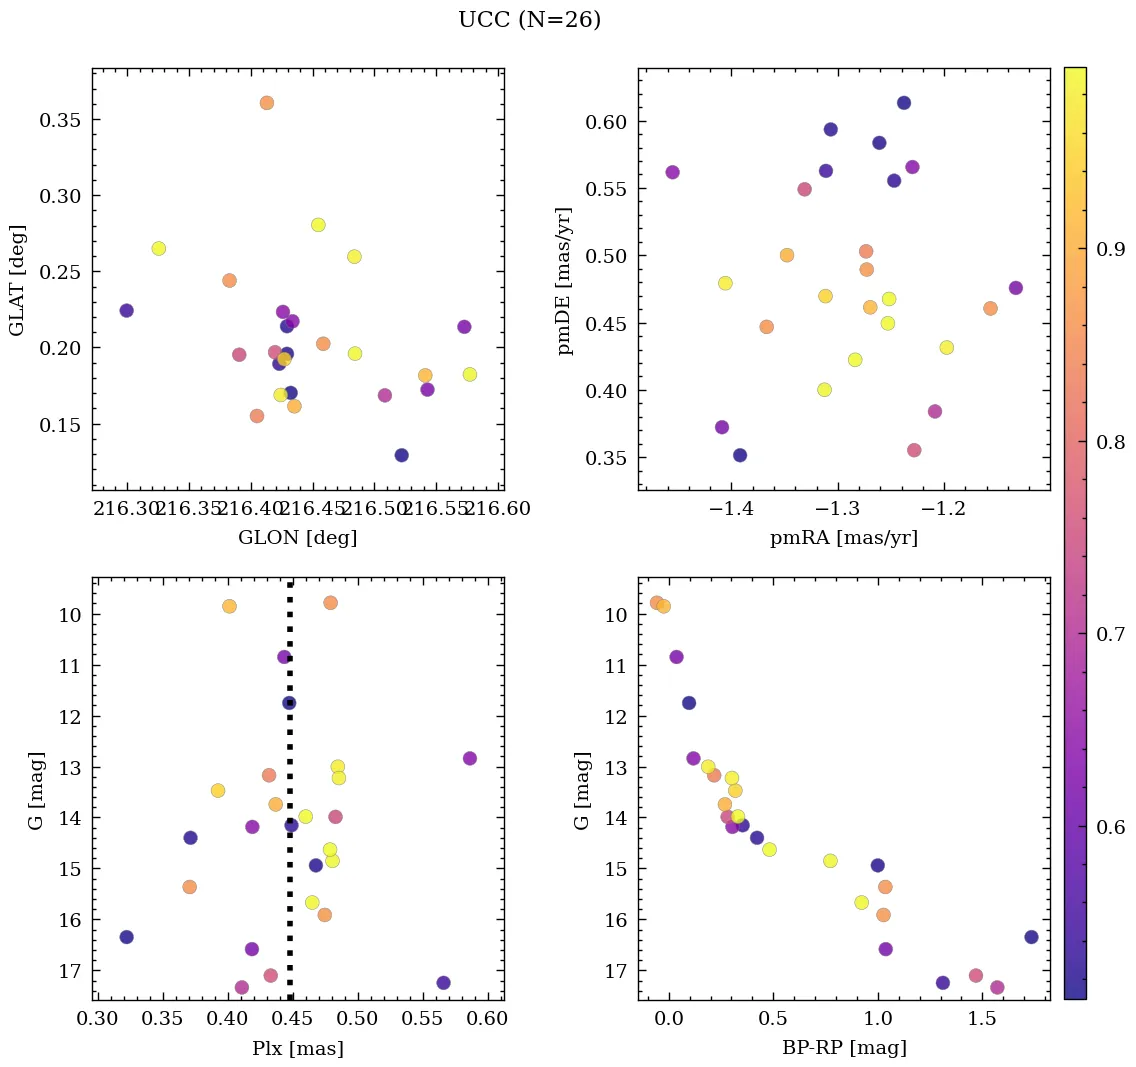 UCC (N=26)
0.35
0.30
0.25
0.20
0.15
GLAT [deg]
216.30 216.35 216.40 216.45 216.50 216.55 216.60
GLON [deg]
0.60
0.55
0.50
0.45
0.40
0.35
pmDE [mas/yr]
−1.4 −1.3 −1.2
pmRA [mas/yr]
0.9
0.8
0.7
0.6
10
11
12
13
14
15
16
17
G [mag]
0.30 0.35 0.40 0.45 0.50 0.55 0.60
Plx [mas]
10
11
12
13
14
15
16
17
G [mag]
0.0 0.5 1.0 1.5
BP-RP [mag]